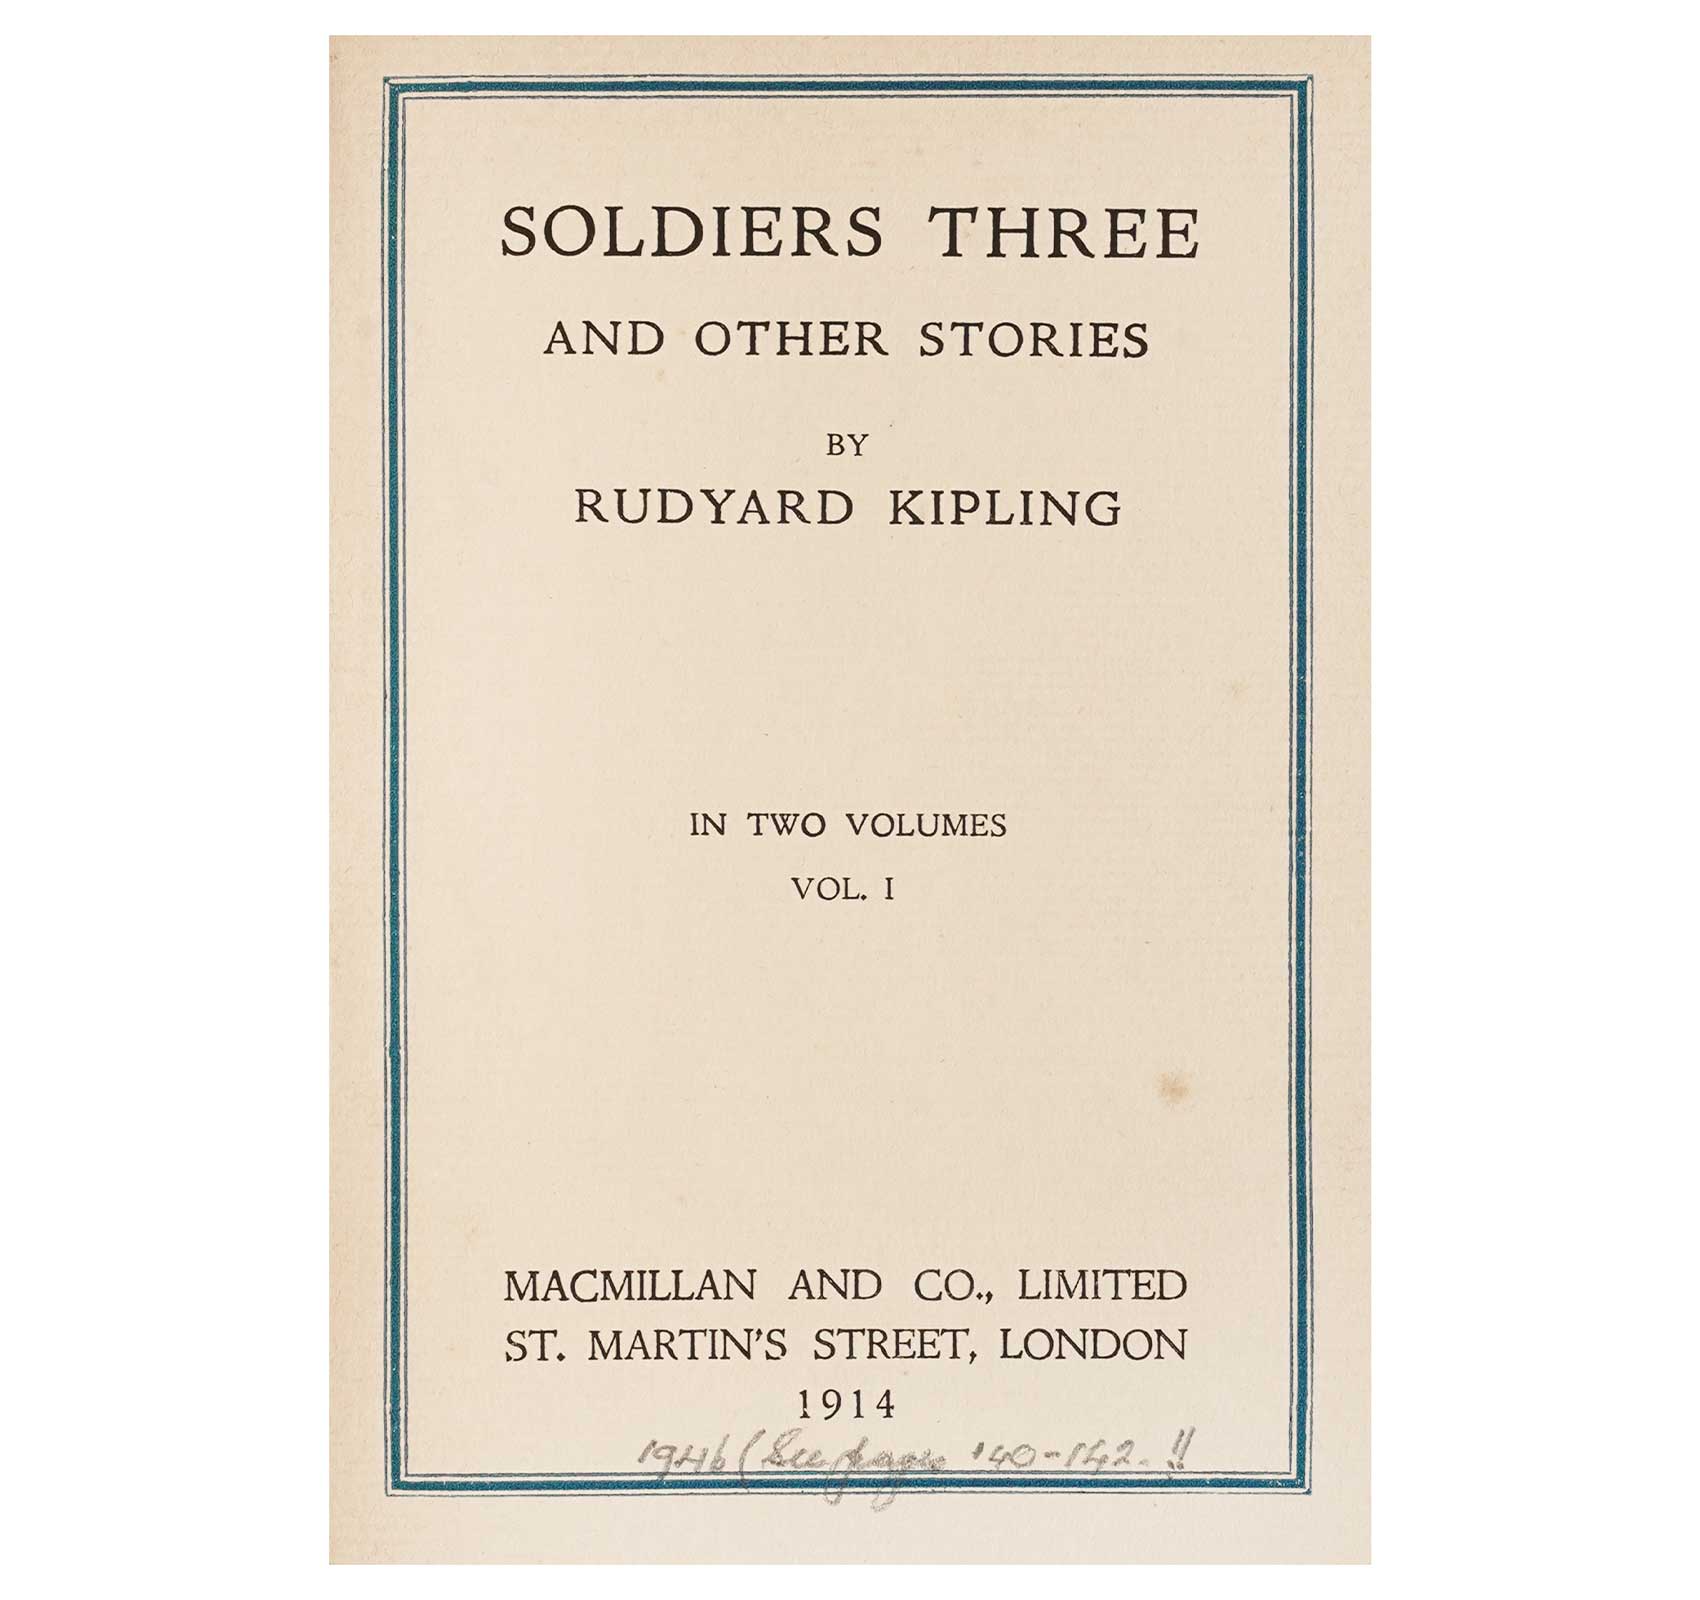 SOLDIERS THREE
AND OTHER STORIES
BY
RUDYARD KIPLING
IN TWO VOLUMES
VOL. I
MACMILLAN AND CO., LIMITED
ST. MARTIN'S STREET, LONDON
1914
1946 (See pages 140-142.!!